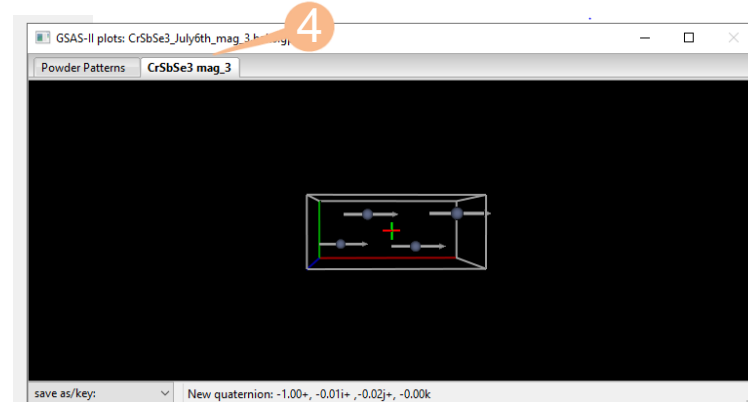 4
GSAS-II plots: CrSbSe3_July6th_mag_3
Powder Patterns CrSbSe3 mag_3
save as/key: New quaternion: -1.00+, -0.01i+ ,-0.02j+, -0.00k